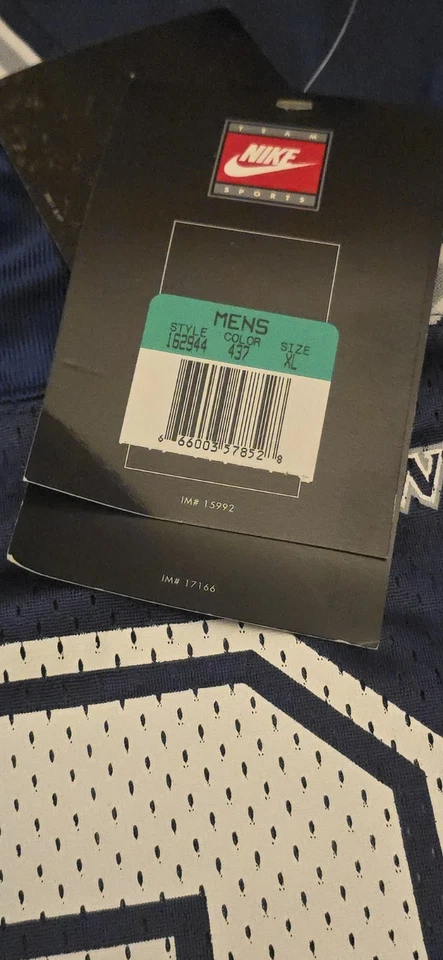 TEAM
NIKE
SPORTS
MENS
STYLE COLOR SIZE
162944 437 XL
6 66003 57852 8
IM# 15992
IM# 17166